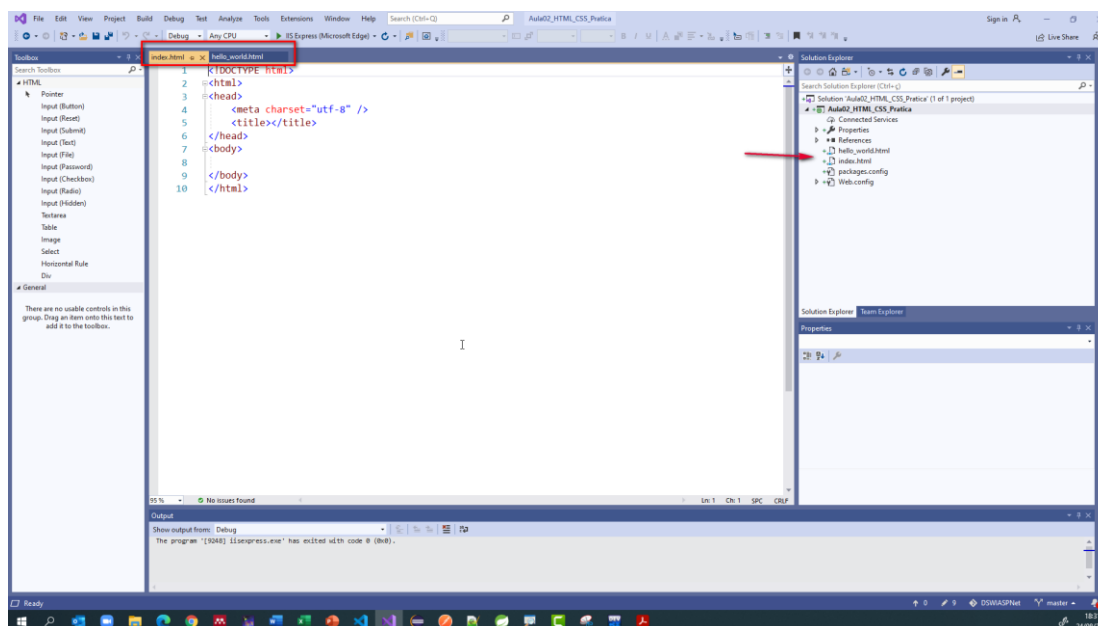 File Edit View Project Build Debug Test Analyze Tools Extensions Window Help Search (Ctrl+Q) Aula02_HTML_CSS_Pratica Sign in
Debug Any CPU IIS Express (Microsoft Edge) Live Share
Toolbox
Search Toolbox
HTML
Pointer
Input (Button)
Input (Reset)
Input (Submit)
Input (Text)
Input (File)
Input (Password)
Input (Checkbox)
Input (Radio)
Input (Hidden)
Textarea
Table
Image
Select
Horizontal Rule
Div
General
There are no usable controls in this
group. Drag an item onto this text to
add it to the toolbox.
index.html hello_world.html
1 <!DOCTYPE html>
2 <html>
3 <head>
4 <meta charset="utf-8" />
5 <title></title>
6 </head>
7 <body>
8
9 </body>
10 </html>
95 % No issues found Ln: 1 Ch: 1 SPC CRLF
Output
Show output from: Debug
The program '[9248] iisexpress.exe' has exited with code 0 (0x0).
Solution Explorer
Search Solution Explorer (Ctrl+ç)
Solution 'Aula02_HTML_CSS_Pratica' (1 of 1 project)
Aula02_HTML_CSS_Pratica
Connected Services
Properties
References
hello_world.html
index.html
packages.config
Web.config
Solution Explorer Team Explorer
Properties
Ready 0 9 DSWIASPNet master